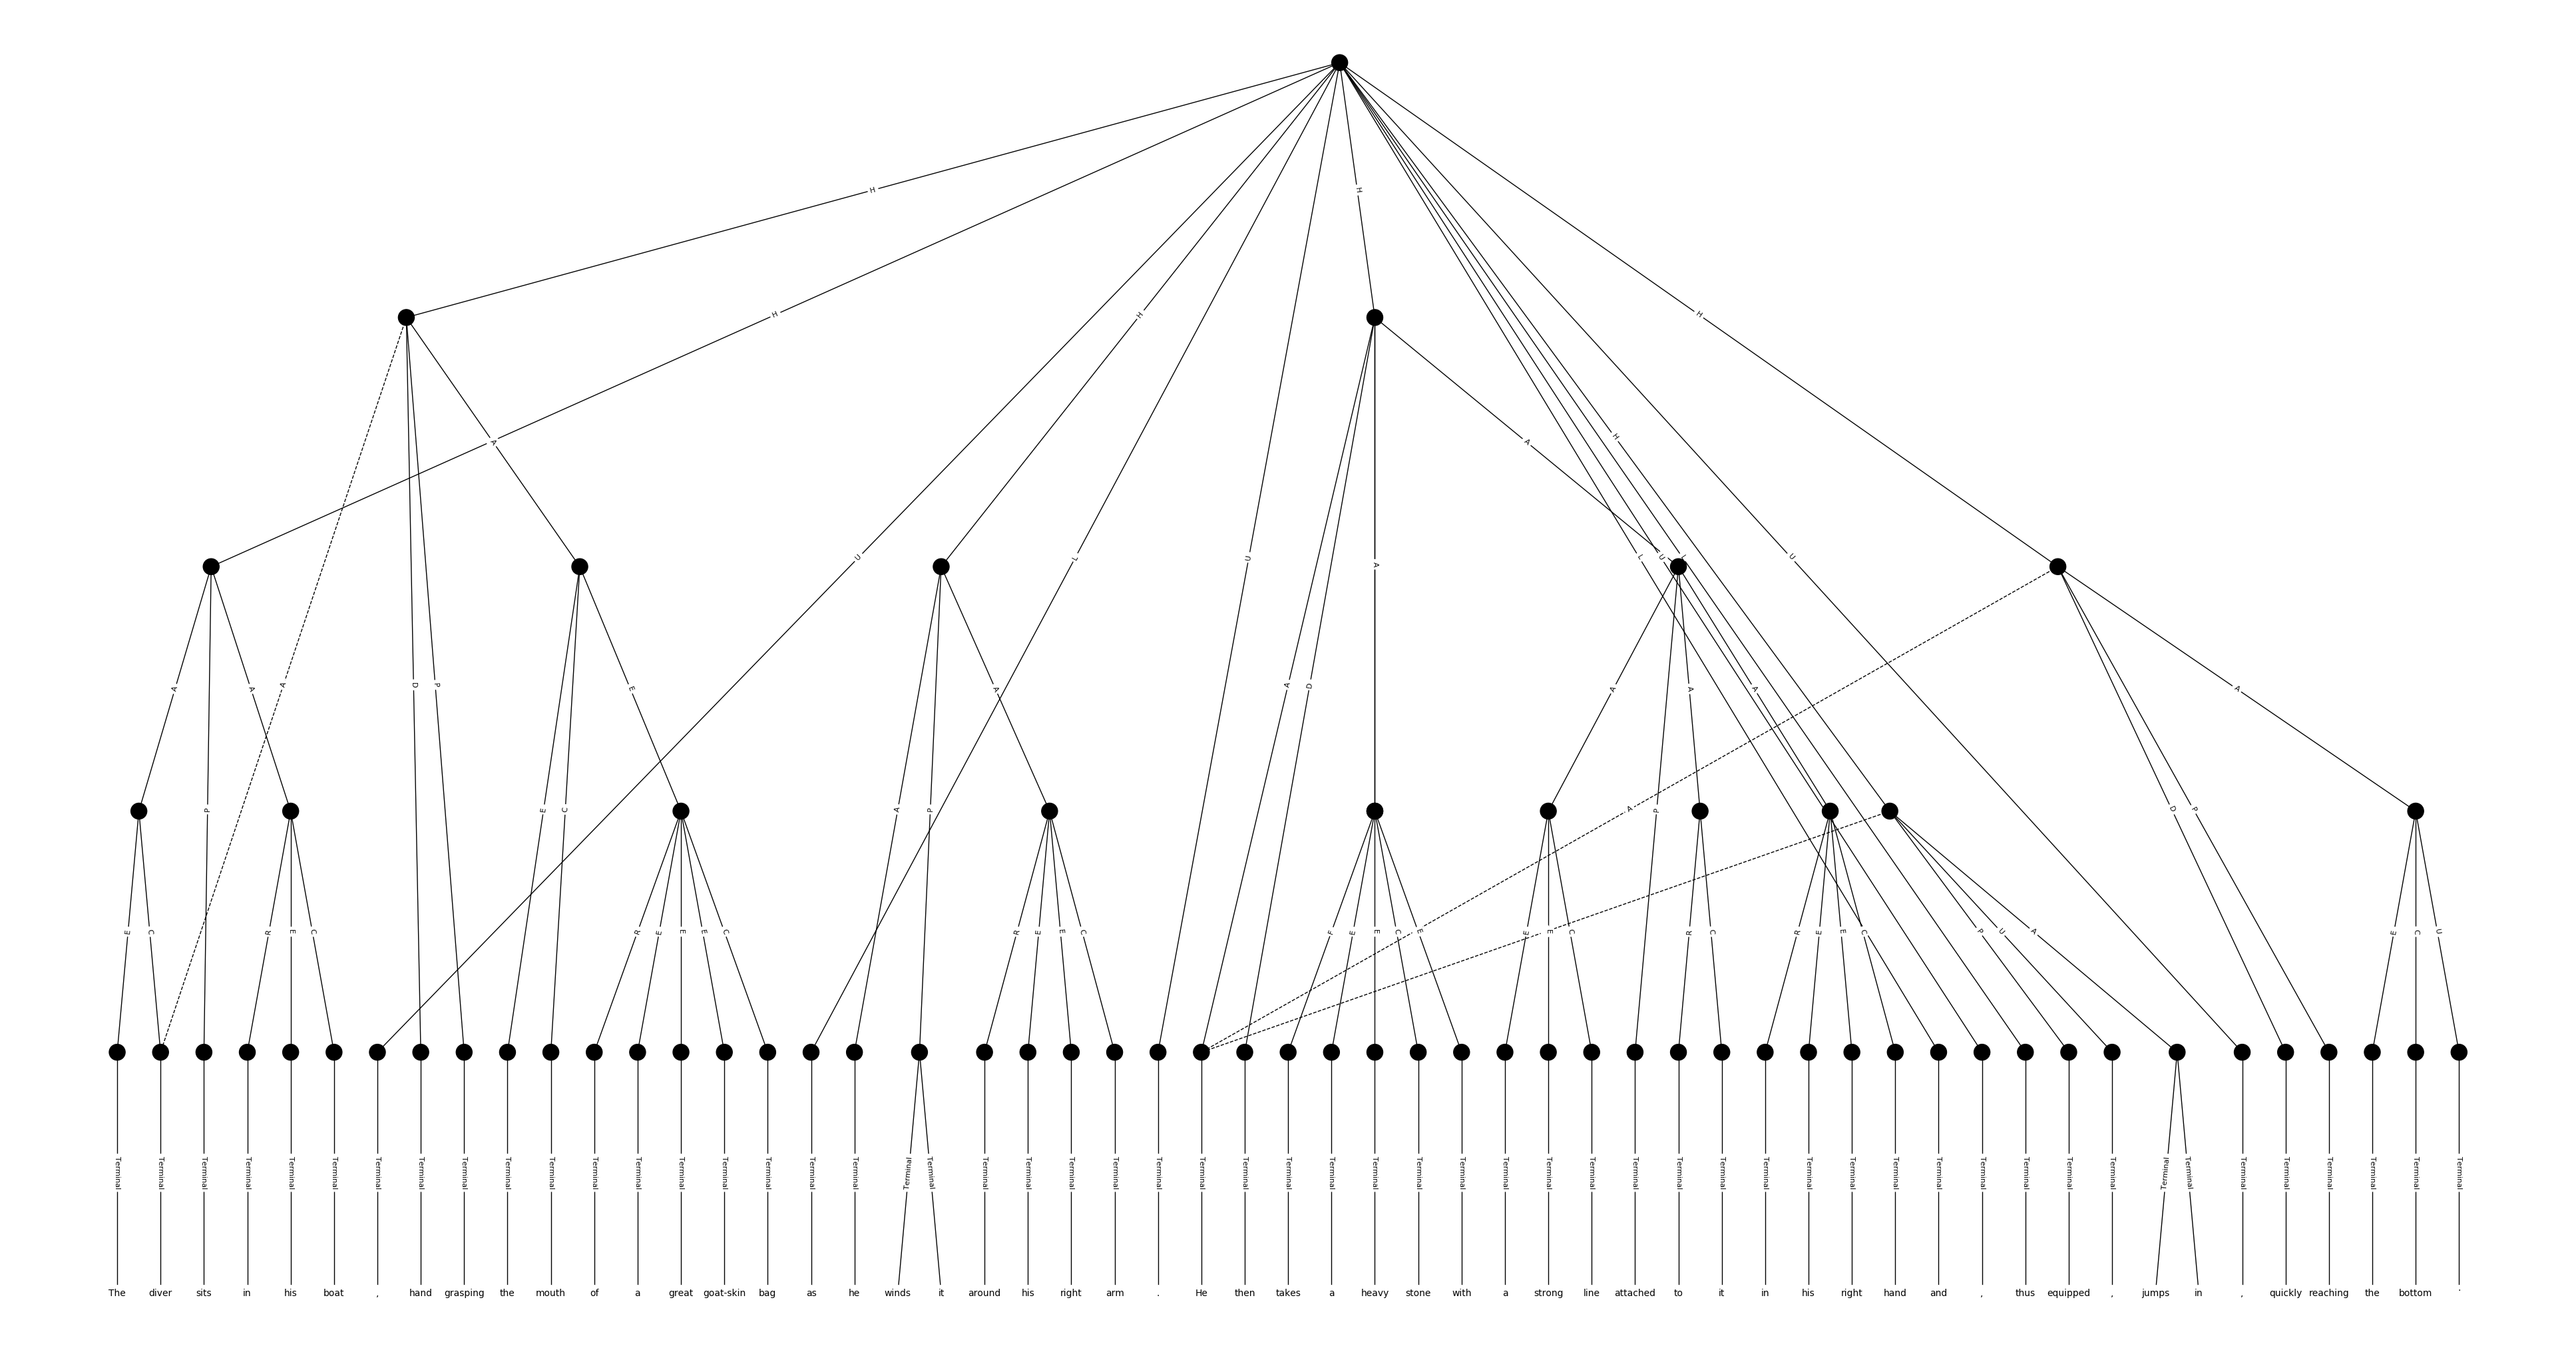 H
H H H
H
H
A A
U L U A L U L U
A A A D A A A A
D P E
A P A
P E C A P P A D P
E C R E C R E E E C R E E C F E E C E E E C R C R E E C P U A E C U
Terminal Terminal Terminal Terminal Terminal Terminal Terminal Terminal Terminal Terminal Terminal Terminal Terminal Terminal Terminal Terminal Terminal Terminal Terminal Terminal Terminal Terminal Terminal Terminal Terminal Terminal Terminal Terminal Terminal Terminal Terminal Terminal Terminal Terminal Terminal Terminal Terminal Terminal Terminal Terminal Terminal Terminal Terminal Terminal Terminal Terminal Terminal Terminal Terminal Terminal Terminal Terminal Terminal Terminal
The diver sits in his boat , hand grasping the mouth of a great goat-skin bag as he winds it around his right arm . He then takes a heavy stone with a strong line attached to it in his right hand and , thus equipped , jumps in , quickly reaching the bottom .